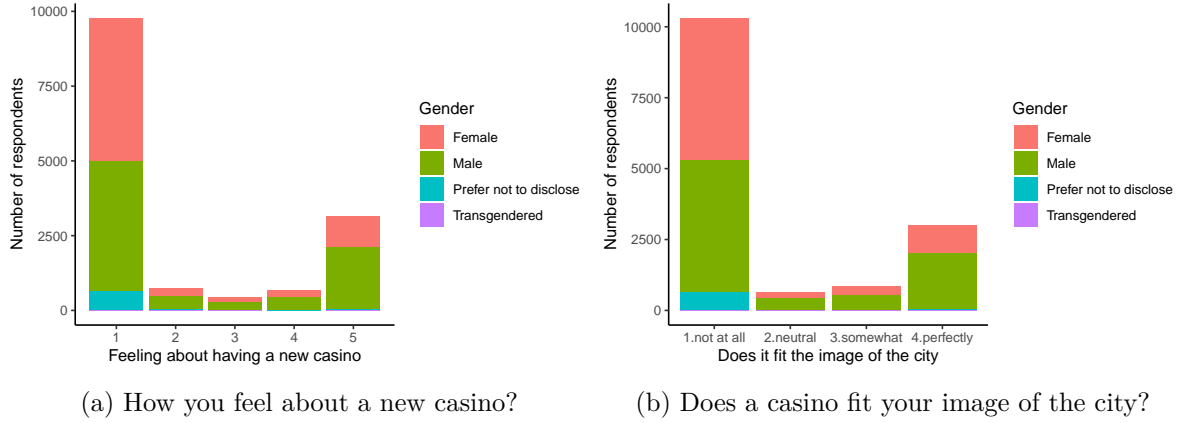 10000
7500
5000
2500
0
Number of respondents
1 2 3 4 5
Feeling about having a new casino
Gender
Female
Male
Prefer not to disclose
Transgendered
(a) How you feel about a new casino?
10000
7500
5000
2500
0
Number of respondents
1.not at all 2.neutral 3.somewhat 4.perfectly
Does it fit the image of the city
Gender
Female
Male
Prefer not to disclose
Transgendered
(b) Does a casino fit your image of the city?